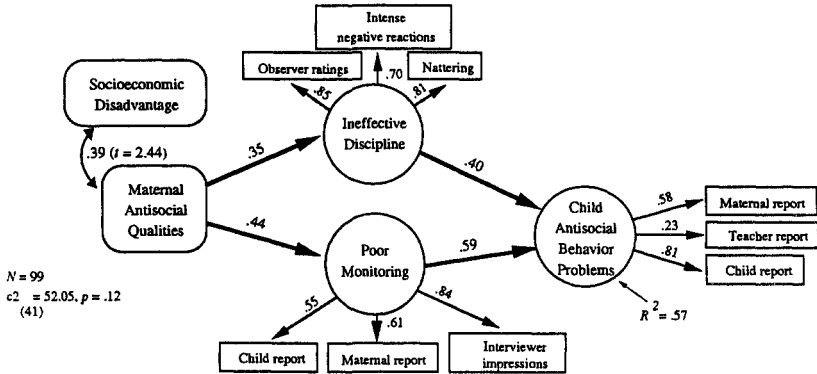 Intense
negative reactions
Observer ratings
.70
Nattering
.85
.81
Socioeconomic
Disadvantage
Ineffective
Discipline
.39 (t = 2.44)
.35
.40
Maternal
Antisocial
Qualities
.44
Child
Antisocial
Behavior
Problems
.58
Maternal report
.23
Teacher report
.81
Child report
Poor
Monitoring
.59
N = 99
c2 = 52.05, p = .12
(41)
R2 = .57
.55
.61
.84
Child report
Maternal report
Interviewer
impressions